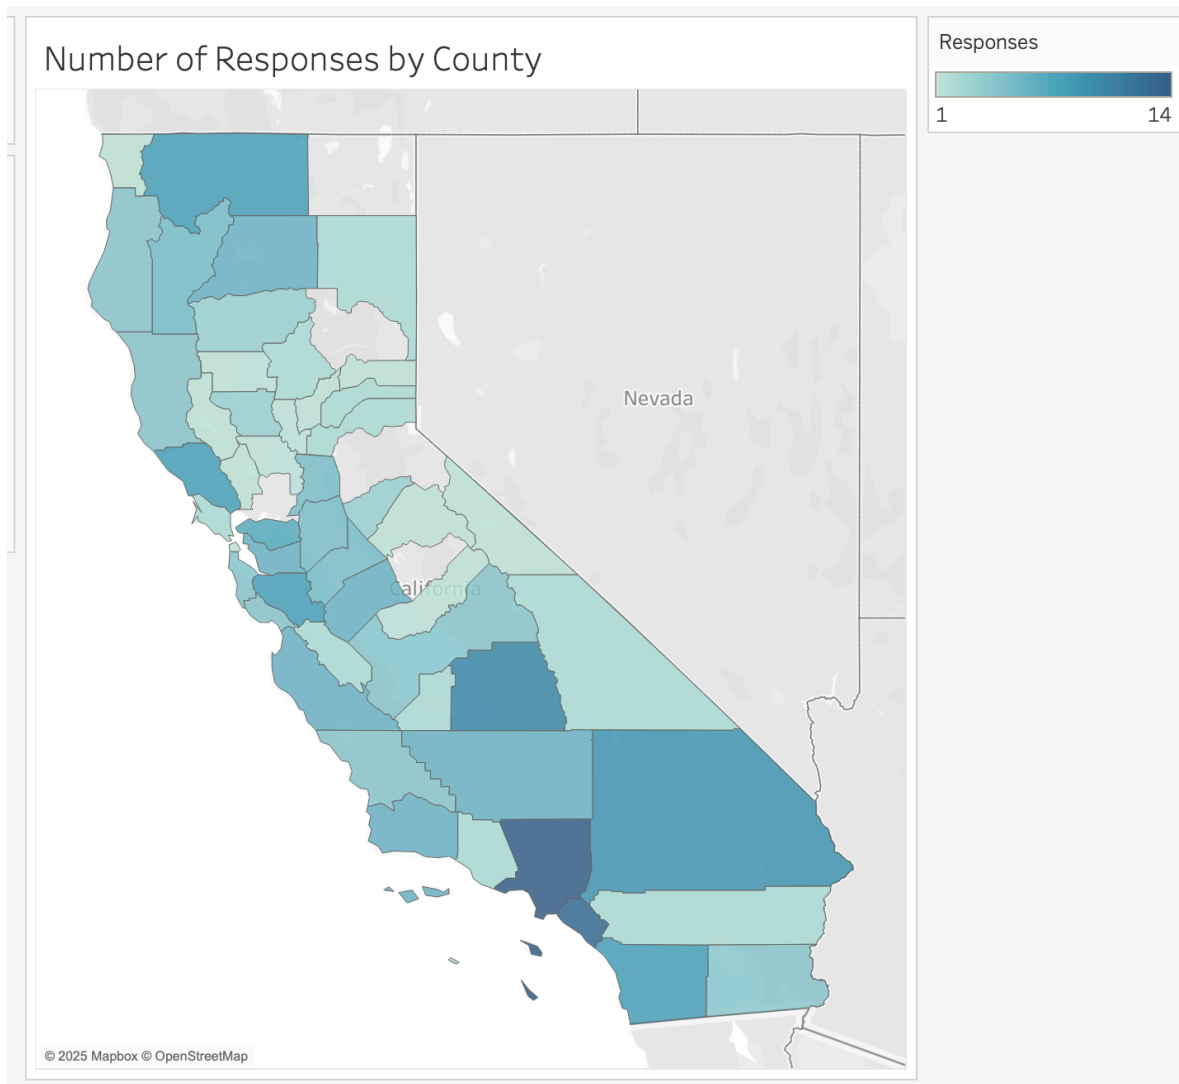 Number of Responses by County
Responses
1 14
Nevada
California
© 2025 Mapbox © OpenStreetMap